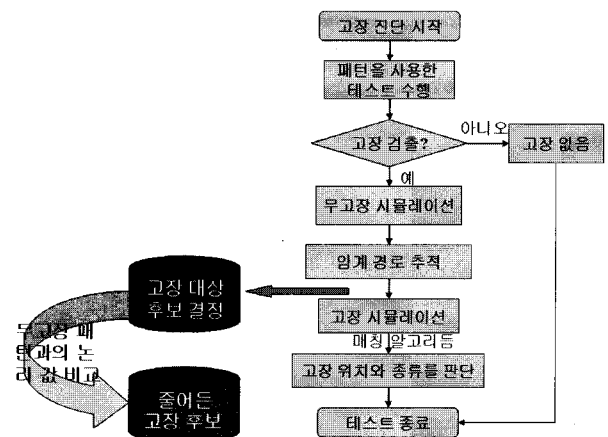 고장 진단 시작
패턴을 사용한
테스트 수행
고장 검출?
아니오
고장 없음
예
무고장 시뮬레이션
임계 경로 추적
고장 대상
후보 결정
고장 시뮬레이션
매칭 알고리듬
무고장 패
턴과의 논
리 값 비교
고장 위치와 종류를 판단
줄어든
고장 후보
테스트 종료